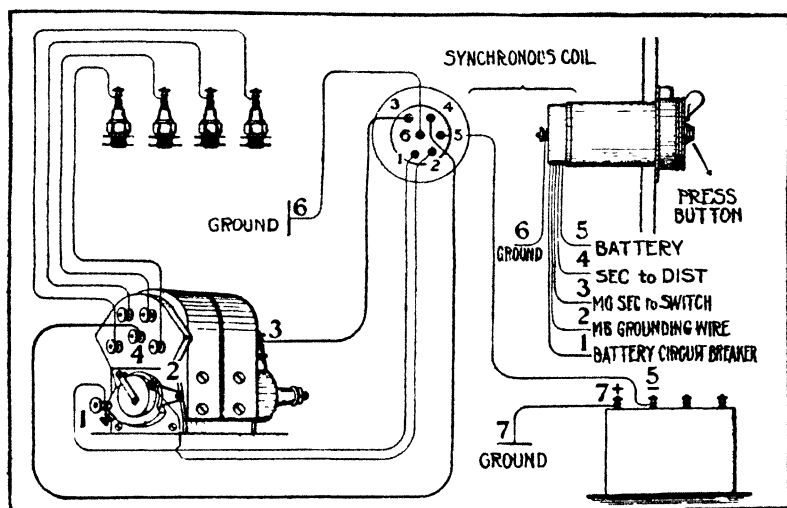 SYNCHRONOUS COIL
3 4
6 5
1 2
PRESS
BUTTON
6
GROUND
6
GROUND
5 BATTERY
4 SEC to DIST
3 MG SEC to SWITCH
2 MG GROUNDING WIRE
1 BATTERY CIRCUIT BREAKER
3
4
2
1
7+ 5
−
7
GROUND